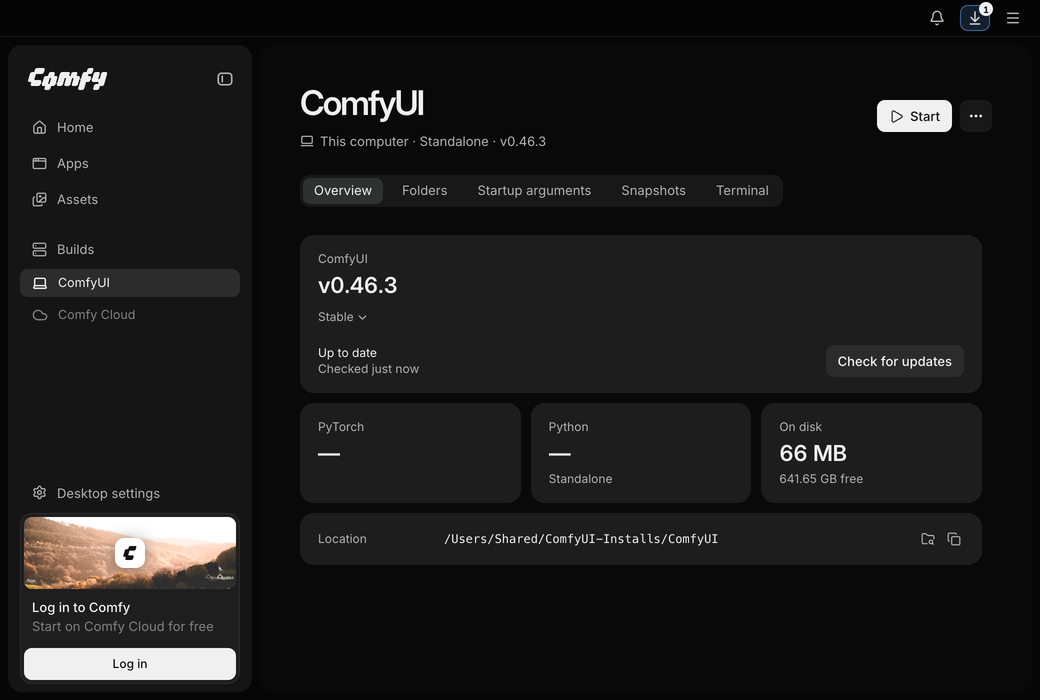 1
Comfy
Home
Apps
Assets
Builds
ComfyUI
Comfy Cloud
Desktop settings
Log in to Comfy
Start on Comfy Cloud for free
Log in
ComfyUI
This computer · Standalone · v0.46.3
Start
Overview Folders Startup arguments Snapshots Terminal
ComfyUI
v0.46.3
Stable
Up to date
Checked just now
Check for updates
PyTorch
—
Python
—
Standalone
On disk
66 MB
641.65 GB free
Location /Users/Shared/ComfyUI-Installs/ComfyUI